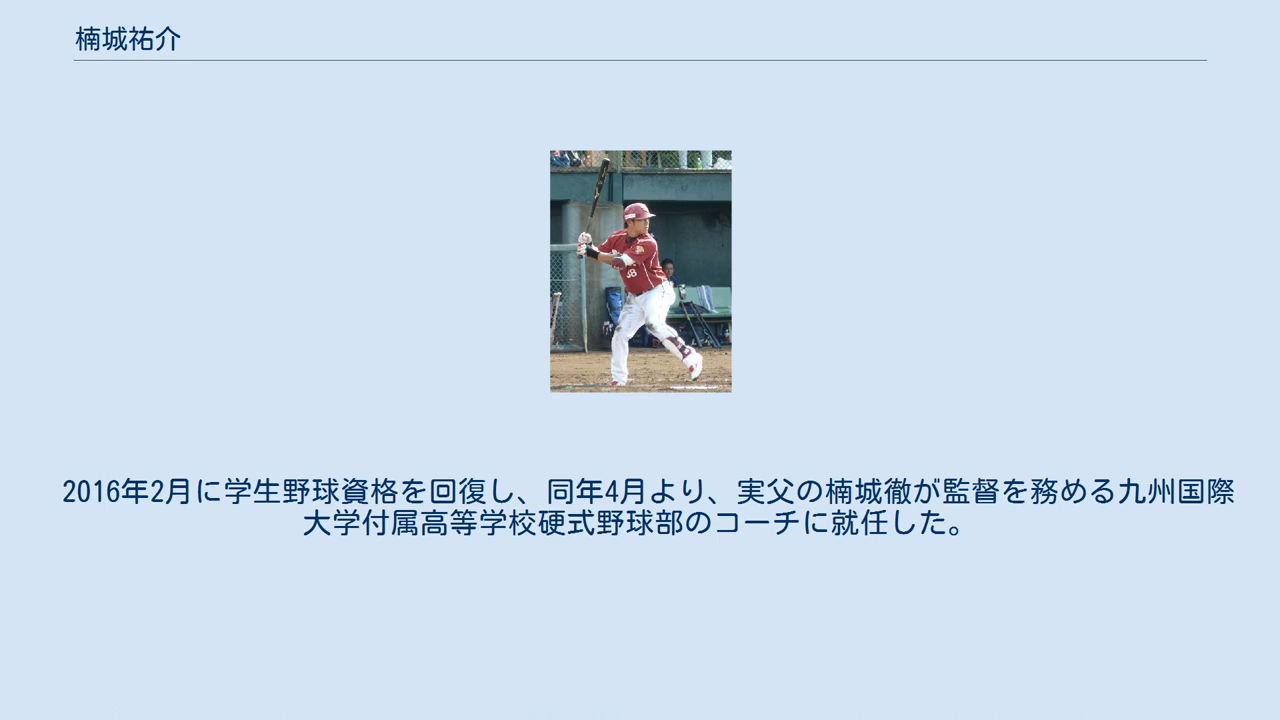 楠城祐介
38
2016年2月に学生野球資格を回復し、同年4月より、実父の楠城徹が監督を務める九州国際
大学付属高等学校硬式野球部のコーチに就任した。